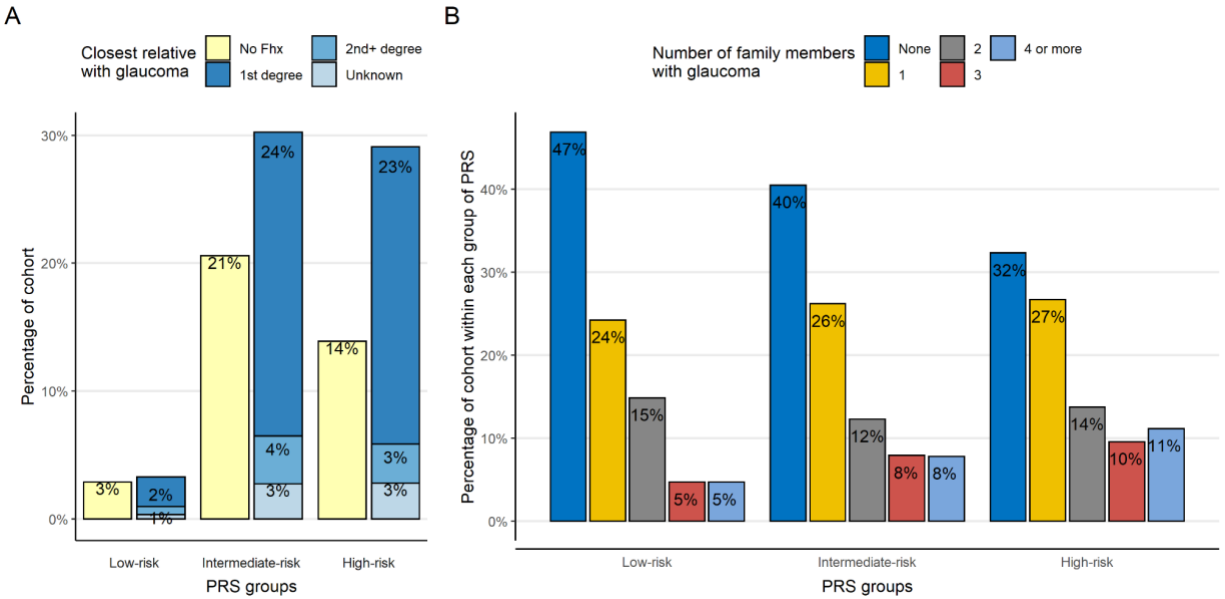 A
Closest relative
with glaucoma
No Fhx
1st degree
2nd+ degree
Unknown
Percentage of cohort
30%
20%
10%
0%
3%
2%
1%
21%
24%
4%
3%
14%
23%
3%
3%
Low-risk
Intermediate-risk
High-risk
PRS groups
B
Number of family members
with glaucoma
None
1
2
3
4 or more
Percentage of cohort within each group of PRS
40%
30%
20%
10%
0%
47%
24%
15%
5%
5%
40%
26%
12%
8%
8%
32%
27%
14%
10%
11%
Low-risk
Intermediate-risk
High-risk
PRS groups